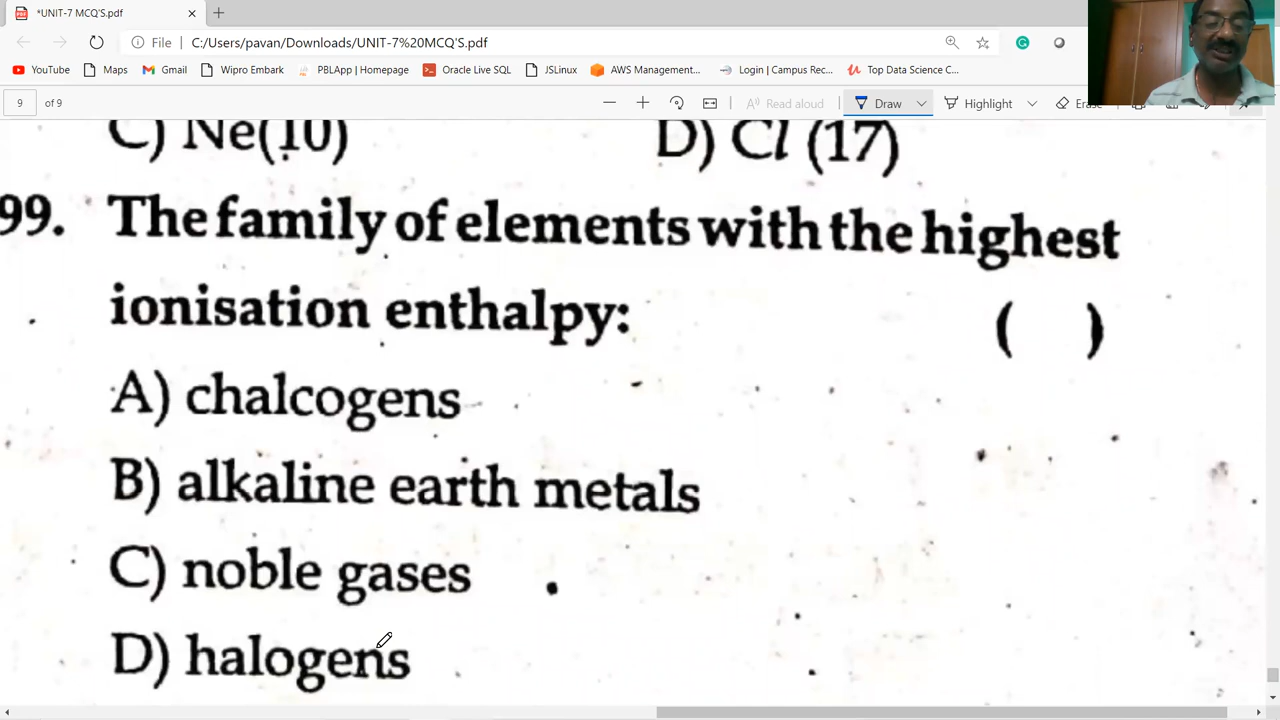 *UNIT-7 MCQ'S.pdf
File C:/Users/pavan/Downloads/UNIT-7%20MCQ'S.pdf
YouTube Maps Gmail Wipro Embark PBLApp | Homepage Oracle Live SQL JSLinux AWS Management... Login | Campus Rec... Top Data Science C...
9 of 9 Read aloud Draw Highlight Erase
C) Ne(10) D) Cl (17)
99. The family of elements with the highest
ionisation enthalpy: ( )
A) chalcogens
B) alkaline earth metals
C) noble gases
D) halogens